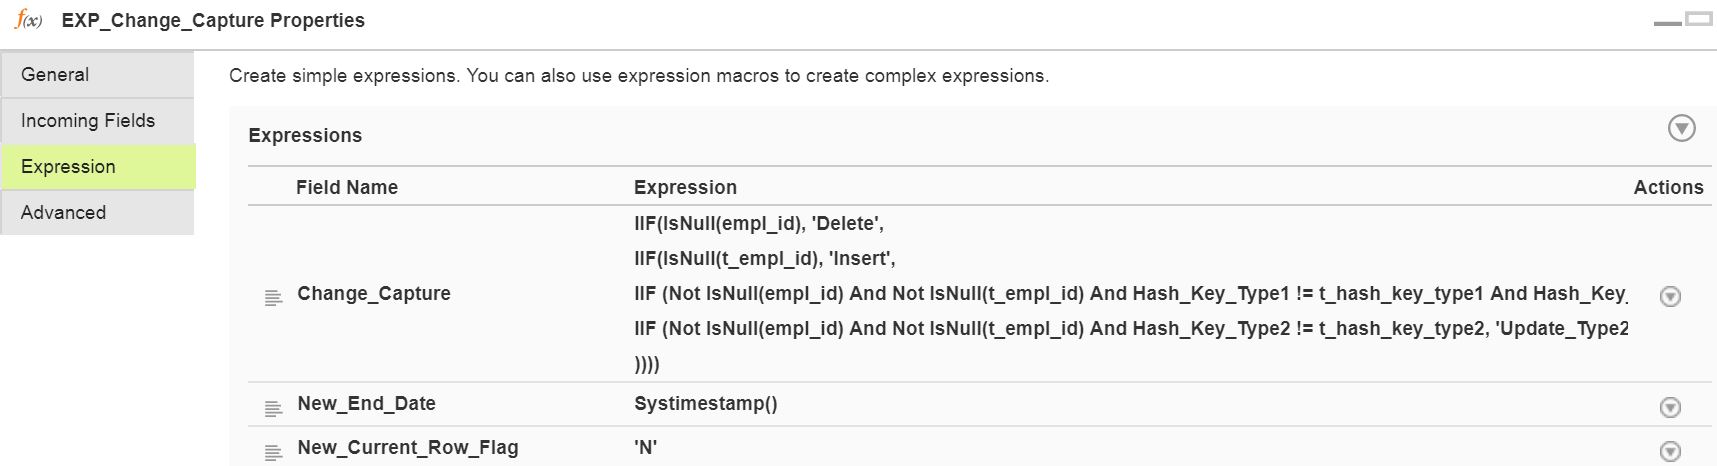 f(x) EXP_Change_Capture Properties
General
Incoming Fields
Expression
Advanced
Create simple expressions. You can also use expression macros to create complex expressions.
Expressions
Field Name Expression Actions
IIF(IsNull(empl_id), 'Delete',
IIF(IsNull(t_empl_id), 'Insert',
Change_Capture IIF (Not IsNull(empl_id) And Not IsNull(t_empl_id) And Hash_Key_Type1 != t_hash_key_type1 And Hash_Key_
IIF (Not IsNull(empl_id) And Not IsNull(t_empl_id) And Hash_Key_Type2 != t_hash_key_type2, 'Update_Type2
))))
New_End_Date Systimestamp()
New_Current_Row_Flag 'N'